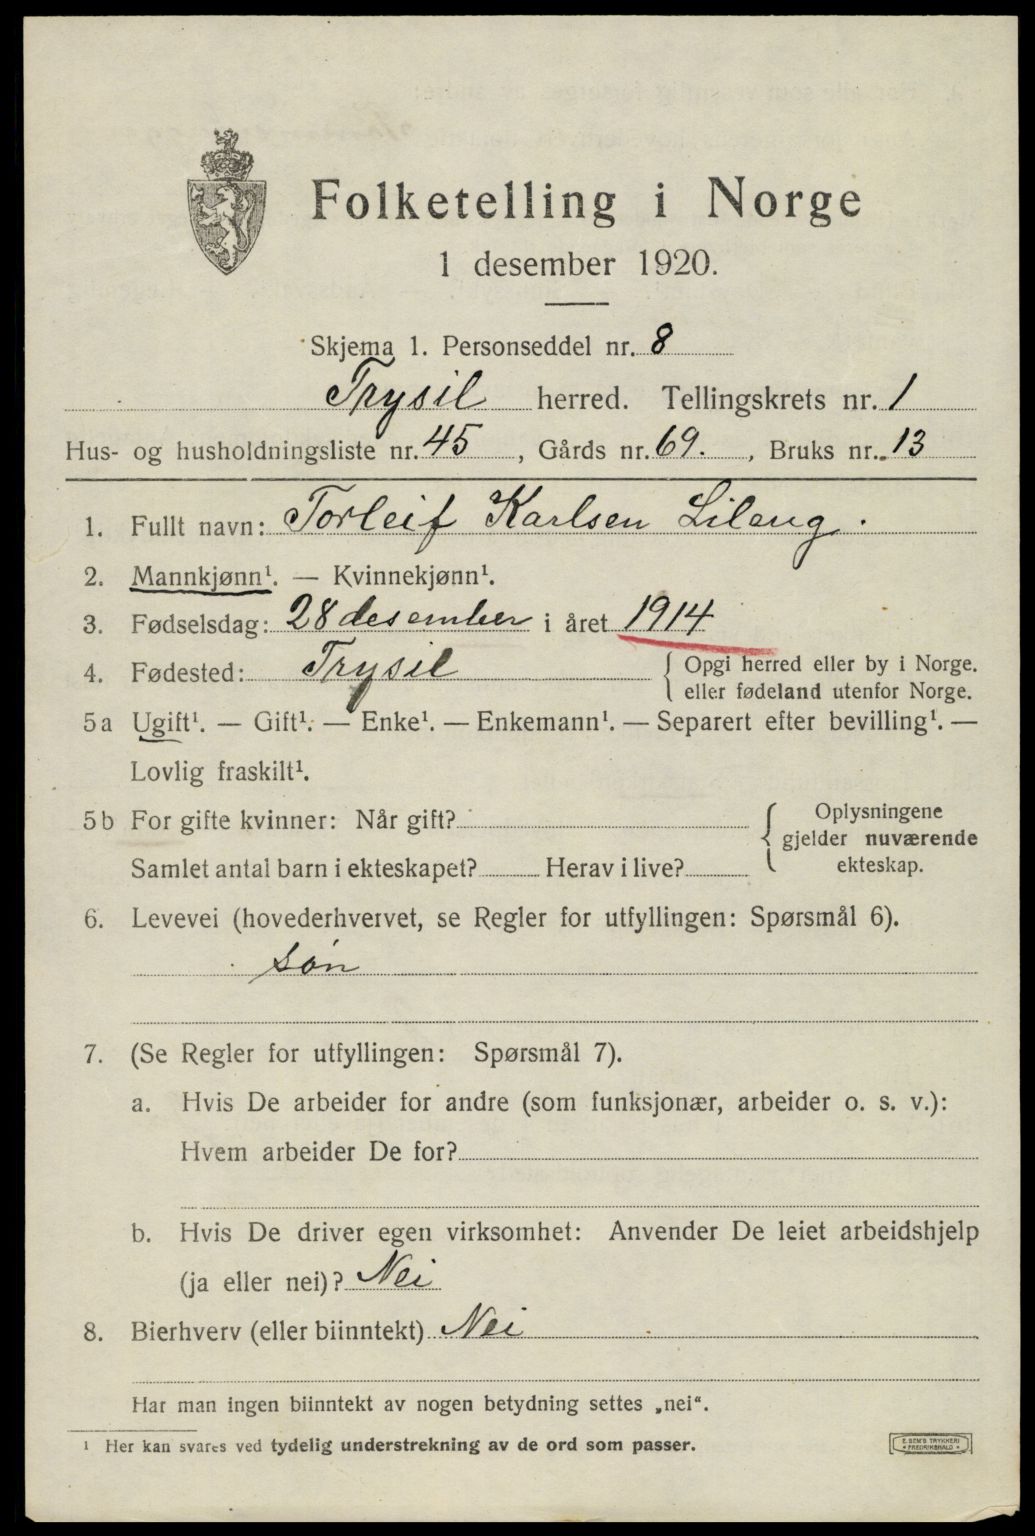 Folketelling i Norge
1 desember 1920.
Skjema 1. Personseddel nr. 8
Trysil herred. Tellingskrets nr. 1
Hus- og husholdningsliste nr. 45, Gårds nr. 69., Bruks nr. 13
1. Fullt navn: Torleif Karlsen Liland.
2. Mannkjønn¹. — Kvinnekjønn¹.
3. Fødselsdag: 28 desember i året 1914
4. Fødested: Trysil { Opgi herred eller by i Norge.
eller fødeland utenfor Norge.
5a Ugift¹. — Gift¹. — Enke¹. — Enkemann¹. — Separert efter bevilling¹. —
Lovlig fraskilt¹.
5b For gifte kvinner: Når gift? { Oplysningene
gjelder nuværende
Samlet antal barn i ekteskapet? Herav i live? ekteskap.
6. Levevei (hovederhvervet, se Regler for utfyllingen: Spørsmål 6).
søn
7. (Se Regler for utfyllingen: Spørsmål 7).
a. Hvis De arbeider for andre (som funksjonær, arbeider o. s. v.):
Hvem arbeider De for?
b. Hvis De driver egen virksomhet: Anvender De leiet arbeidshjelp
(ja eller nei)? Nei
8. Bierhverv (eller biinntekt) Nei
Har man ingen biinntekt av nogen betydning settes „nei“.
¹ Her kan svares ved tydelig understrekning av de ord som passer.
E. SEM'S TRYKKERI
FREDRIKSHALD